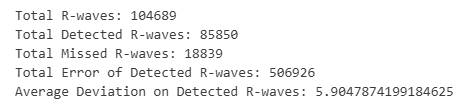 Total R-waves: 104689
Total Detected R-waves: 85850
Total Missed R-waves: 18839
Total Error of Detected R-waves: 506926
Average Deviation on Detected R-waves: 5.9047874199184625